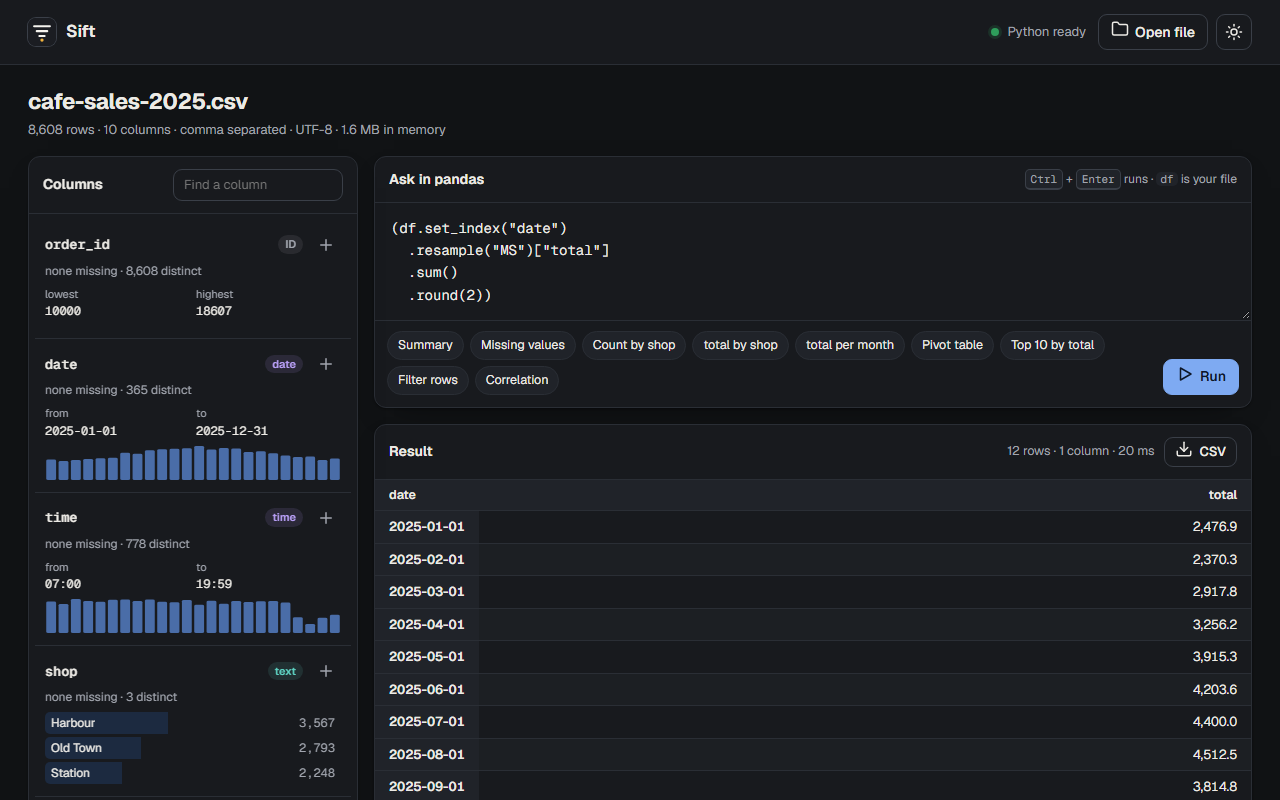 Sift
Python ready
Open file
cafe-sales-2025.csv
8,608 rows · 10 columns · comma separated · UTF-8 · 1.6 MB in memory
Columns
Find a column
order_id
ID
none missing · 8,608 distinct
lowest highest
10000 18607
date
date
none missing · 365 distinct
from to
2025-01-01 2025-12-31
time
time
none missing · 778 distinct
from to
07:00 19:59
shop
text
none missing · 3 distinct
Harbour 3,567
Old Town 2,793
Station 2,248
Ask in pandas
Ctrl + Enter runs · df is your file
(df.set_index("date")
  .resample("MS")["total"]
  .sum()
  .round(2))
Summary Missing values Count by shop total by shop total per month Pivot table Top 10 by total
Filter rows Correlation
Run
Result
12 rows · 1 column · 20 ms
CSV
date total
2025-01-01 2,476.9
2025-02-01 2,370.3
2025-03-01 2,917.8
2025-04-01 3,256.2
2025-05-01 3,915.3
2025-06-01 4,203.6
2025-07-01 4,400.0
2025-08-01 4,512.5
2025-09-01 3,814.8